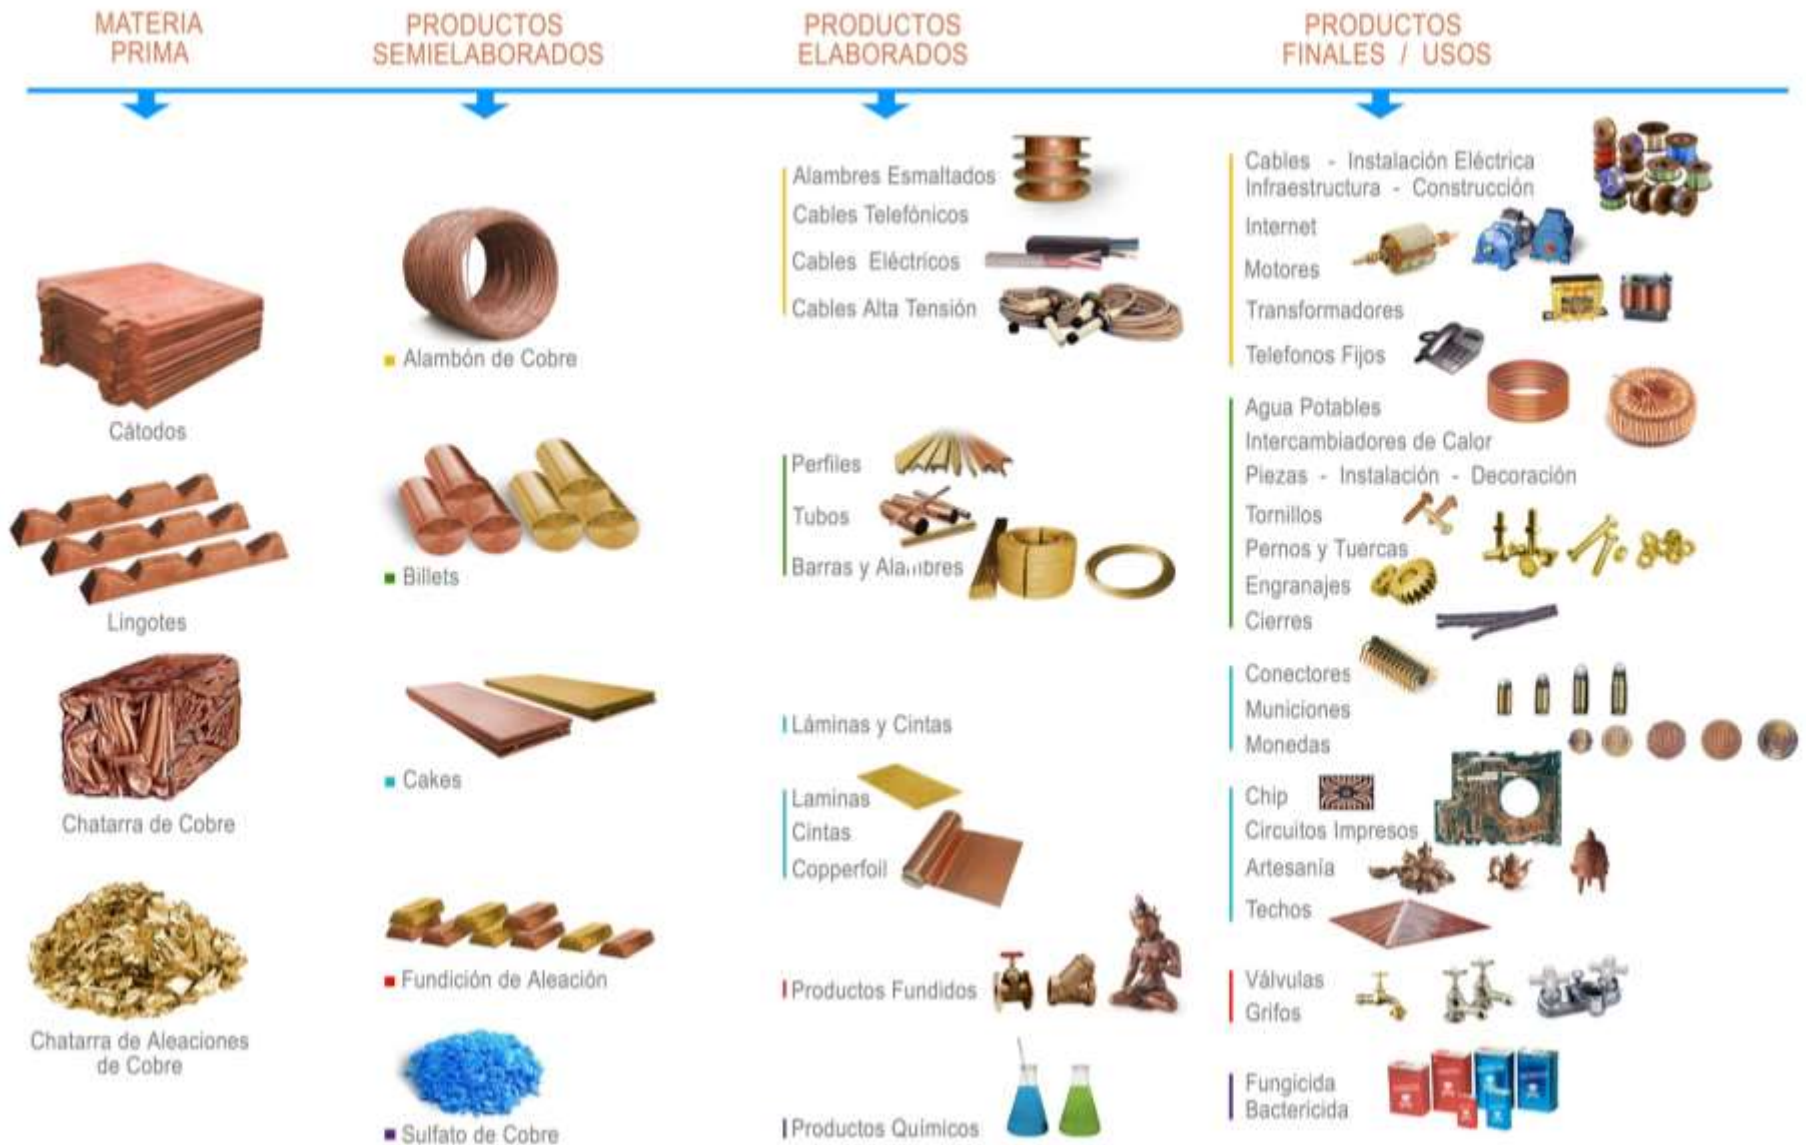 MATERIA
PRIMA
PRODUCTOS
SEMIELABORADOS
PRODUCTOS
ELABORADOS
PRODUCTOS
FINALES / USOS
Cátodos
Lingotes
Chatarra de Cobre
Chatarra de Aleaciones
de Cobre
Alambón de Cobre
Billets
Cakes
Fundición de Aleación
Sulfato de Cobre
Alambres Esmaltados
Cables Telefónicos
Cables Eléctricos
Cables Alta Tensión
Perfiles
Tubos
Barras y Alambres
Láminas y Cintas
Laminas
Cintas
Copperfoil
Productos Fundidos
Productos Químicos
Cables - Instalación Eléctrica
Infraestructura - Construcción
Internet
Motores
Transformadores
Telefonos Fijos
Agua Potables
Intercambiadores de Calor
Piezas - Instalación - Decoración
Tornillos
Pernos y Tuercas
Engranajes
Cierres
Conectores
Municiones
Monedas
Chip
Circuitos Impresos
Artesanía
Techos
Válvulas
Grifos
Fungicida
Bactericida